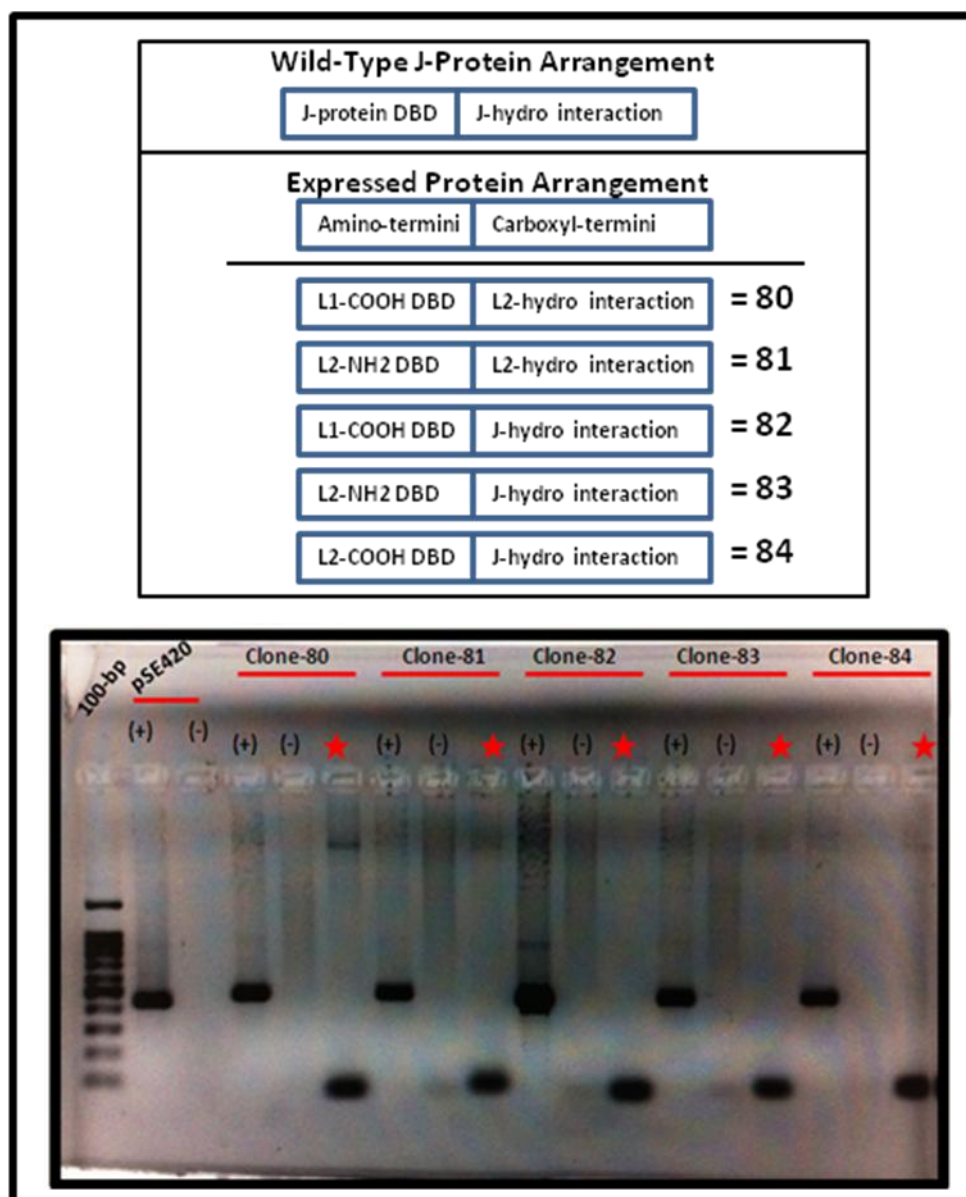 Wild-Type J-Protein Arrangement
J-protein DBD J-hydro interaction
Expressed Protein Arrangement
Amino-termini Carboxyl-termini
L1-COOH DBD L2-hydro interaction = 80
L2-NH2 DBD L2-hydro interaction = 81
L1-COOH DBD J-hydro interaction = 82
L2-NH2 DBD J-hydro interaction = 83
L2-COOH DBD J-hydro interaction = 84
100-bp pSE420 Clone-80 Clone-81 Clone-82 Clone-83 Clone-84
(+) (-) (+) (-) (+) (-) (+) (-) (+) (-) (+) (-)